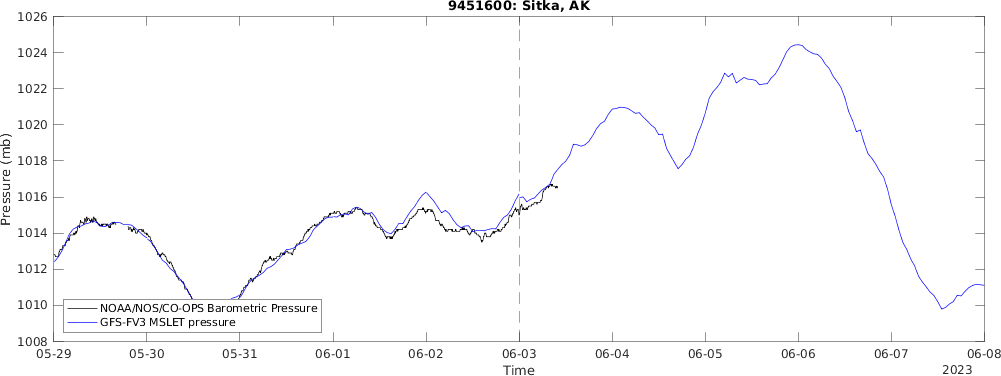 9451600: Sitka, AK
1026
1024
1022
1020
1018
1016
1014
1012
1010
1008
Pressure (mb)
NOAA/NOS/CO-OPS Barometric Pressure
GFS-FV3 MSLET pressure
05-29 05-30 05-31 06-01 06-02 06-03 06-04 06-05 06-06 06-07 06-08
Time
2023